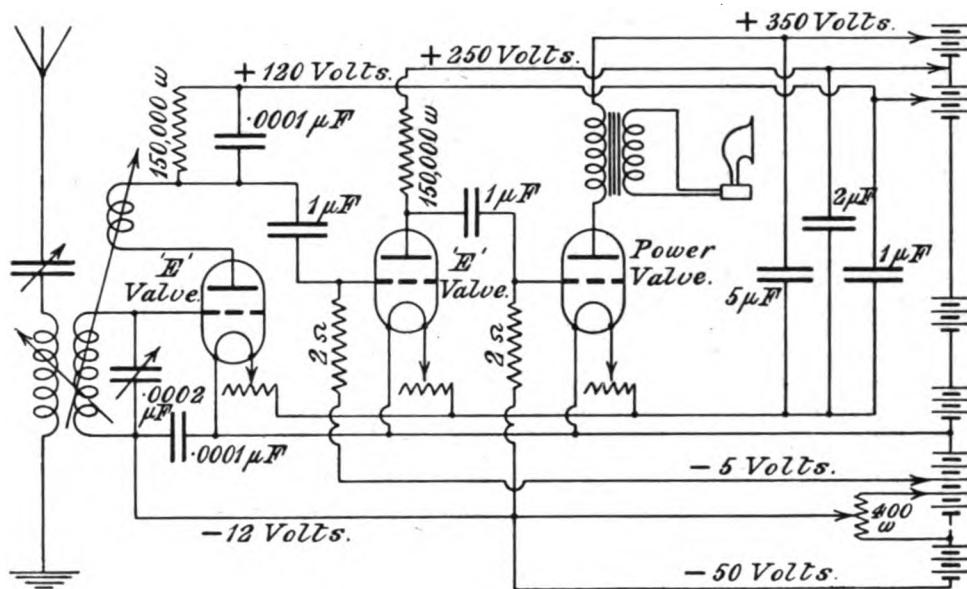 + 350 Volts.
+ 120 Volts.
+ 250 Volts.
150,000 w
.0001 μF
150,000 w
1 μF
1 μF
2 μF
1 μF
5 μF
'E'
Valve.
'E'
Valve.
Power
Valve.
2 Ω
2 Ω
.0002
μF
.0001 μF
- 5 Volts.
-12 Volts.
400
w
- 50 Volts.